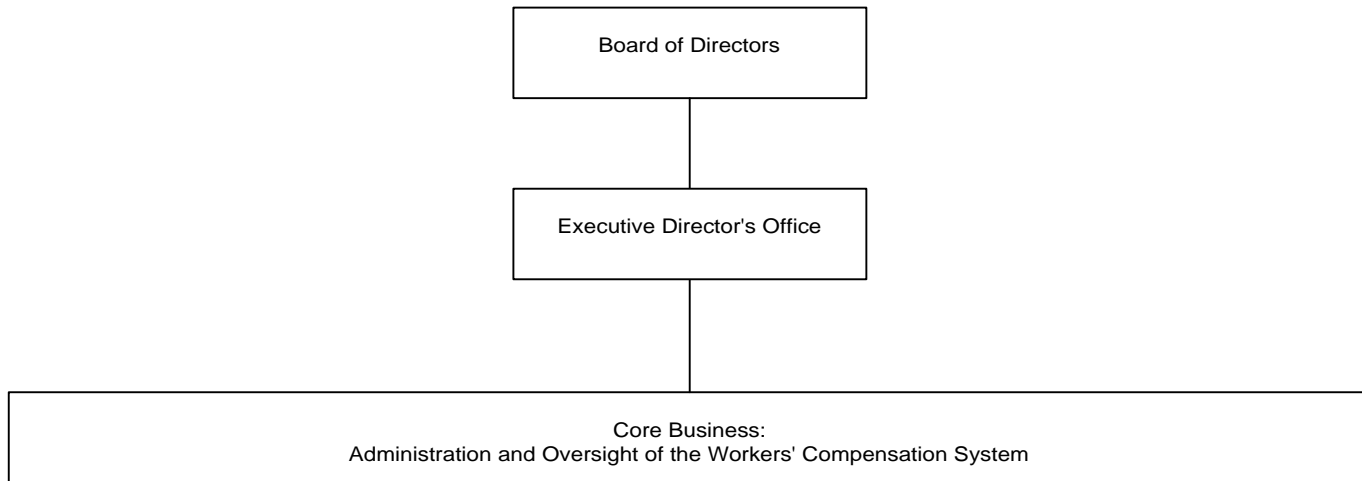 Board of Directors
Executive Director's Office
Core Business:
Administration and Oversight of the Workers' Compensation System